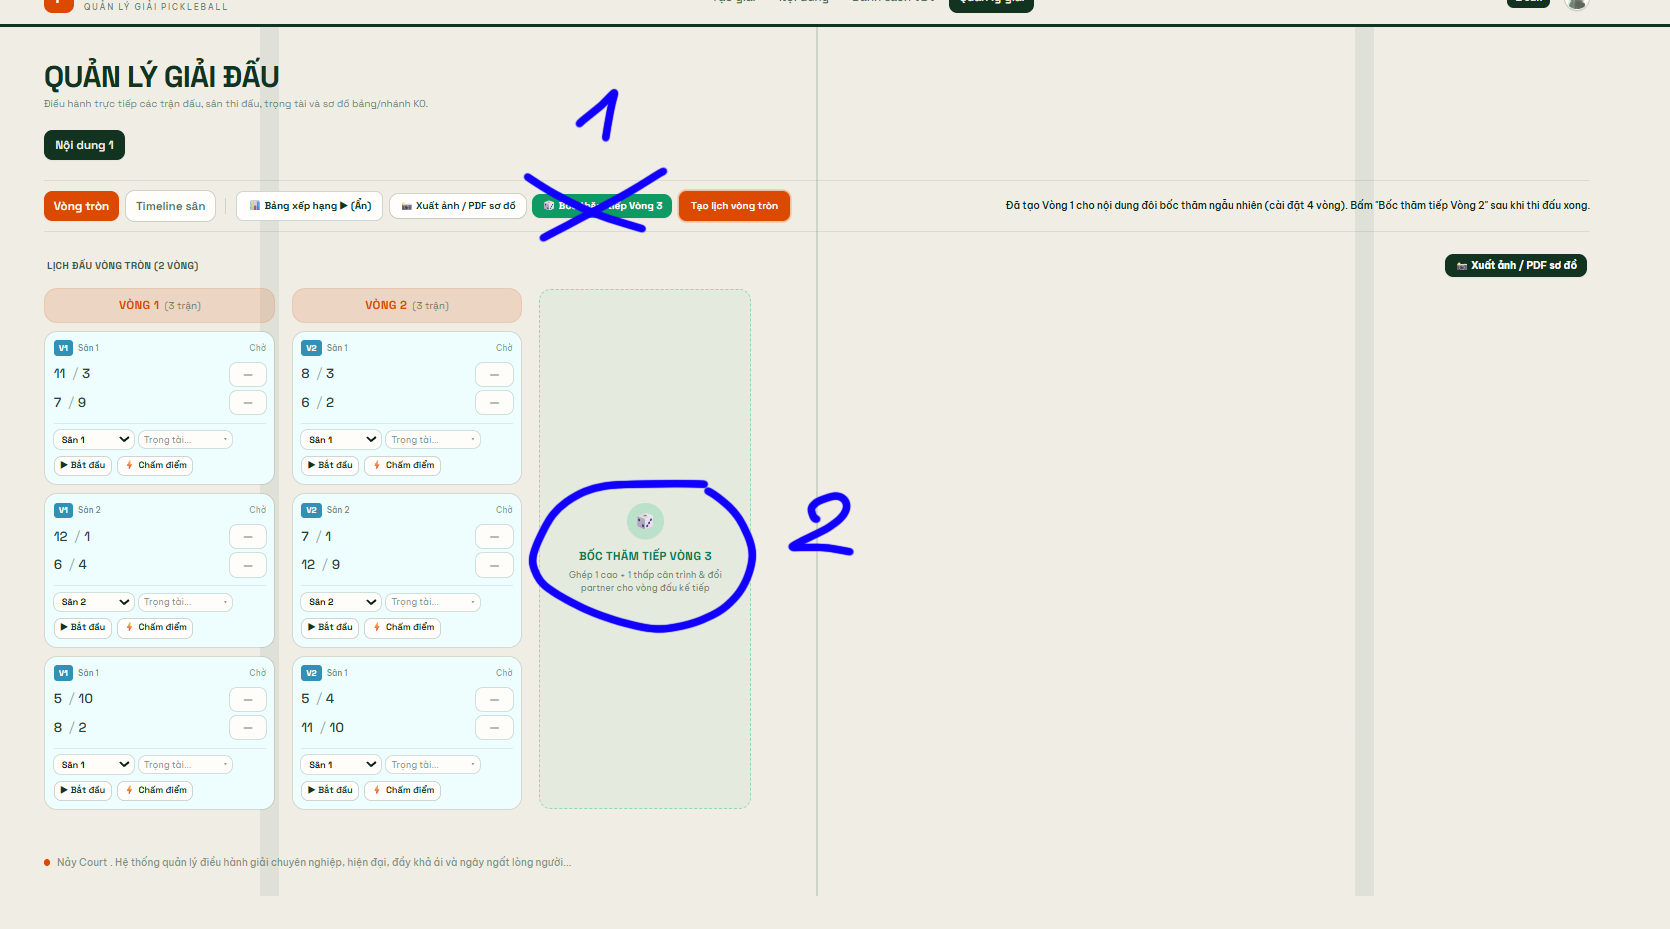 QUẢN LÝ GIẢI PICKLEBALL
Quản lý giải
QUẢN LÝ GIẢI ĐẤU
Điều hành trực tiếp các trận đấu, sân thi đấu, trọng tài và sơ đồ bảng/nhánh KO.
1
Nội dung 1
Vòng tròn
Timeline sân
Bảng xếp hạng ▶ (Ẩn)
Xuất ảnh / PDF sơ đồ
Vòng 3
Tạo lịch vòng tròn
Đã tạo Vòng 1 cho nội dung đôi bốc thăm ngẫu nhiên (cài đặt 4 vòng). Bấm "Bốc thăm tiếp Vòng 2" sau khi thi đấu xong.
LỊCH ĐẤU VÒNG TRÒN (2 VÒNG)
Xuất ảnh / PDF sơ đồ
VÒNG 1 (3 trận)
V1 Sân 1 Chờ
11 / 3 —
7 / 9 —
Sân 1 Trọng tài...
▶ Bắt đầu Chấm điểm
V1 Sân 2 Chờ
12 / 1 —
6 / 4 —
Sân 2 Trọng tài...
▶ Bắt đầu Chấm điểm
V1 Sân 1 Chờ
5 / 10 —
8 / 2 —
Sân 1 Trọng tài...
▶ Bắt đầu Chấm điểm
VÒNG 2 (3 trận)
V2 Sân 1 Chờ
8 / 3 —
6 / 2 —
Sân 1 Trọng tài...
▶ Bắt đầu Chấm điểm
V2 Sân 2 Chờ
7 / 1 —
12 / 9 —
Sân 2 Trọng tài...
▶ Bắt đầu Chấm điểm
V2 Sân 1 Chờ
5 / 4 —
11 / 10 —
Sân 1 Trọng tài...
▶ Bắt đầu Chấm điểm
BỐC THĂM TIẾP VÒNG 3
Ghép 1 cao + 1 thấp cân trình & đổi
partner cho vòng đấu kế tiếp
2
Nảy Court . Hệ thống quản lý điều hành giải chuyên nghiệp, hiện đại, đầy khả ái và ngây ngất lòng người...